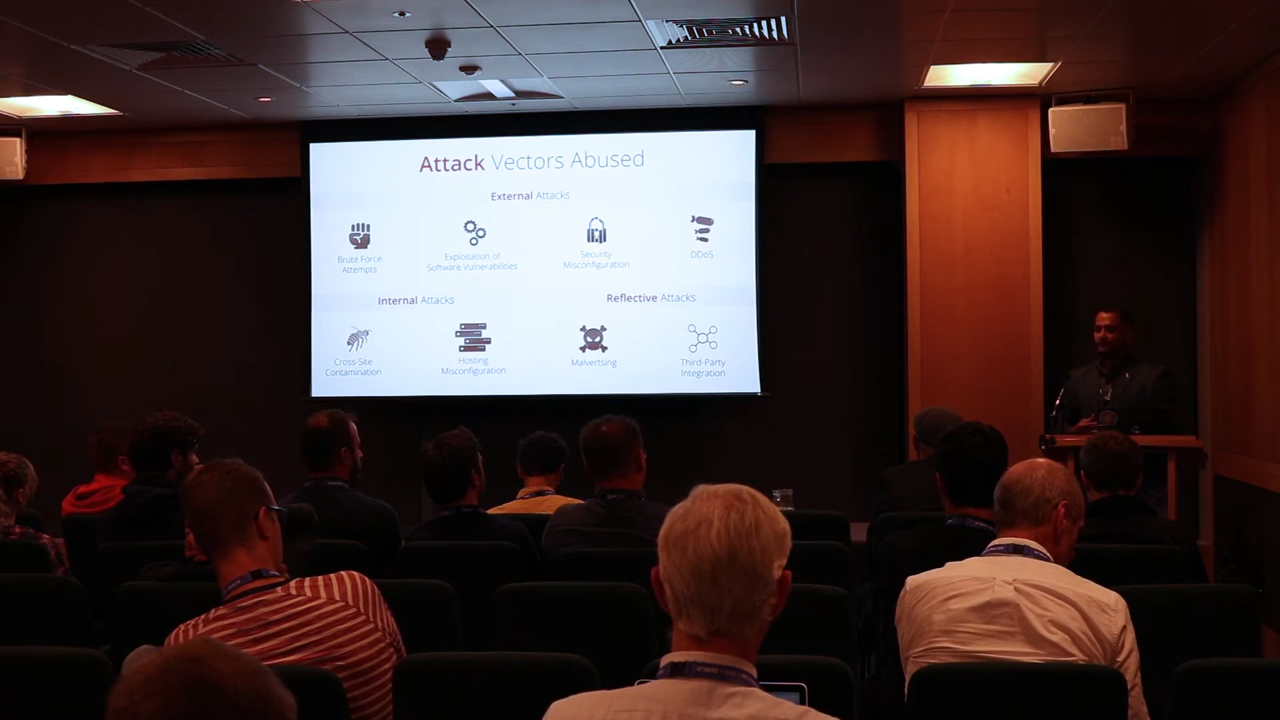 Attack Vectors Abused
External Attacks
Brute Force
Attempts
Exploitation of
Software Vulnerabilities
Security
Misconfiguration
DDoS
Internal Attacks
Reflective Attacks
Cross-Site
Contamination
Hosting
Misconfiguration
Malvertsing
Third-Party
Integration